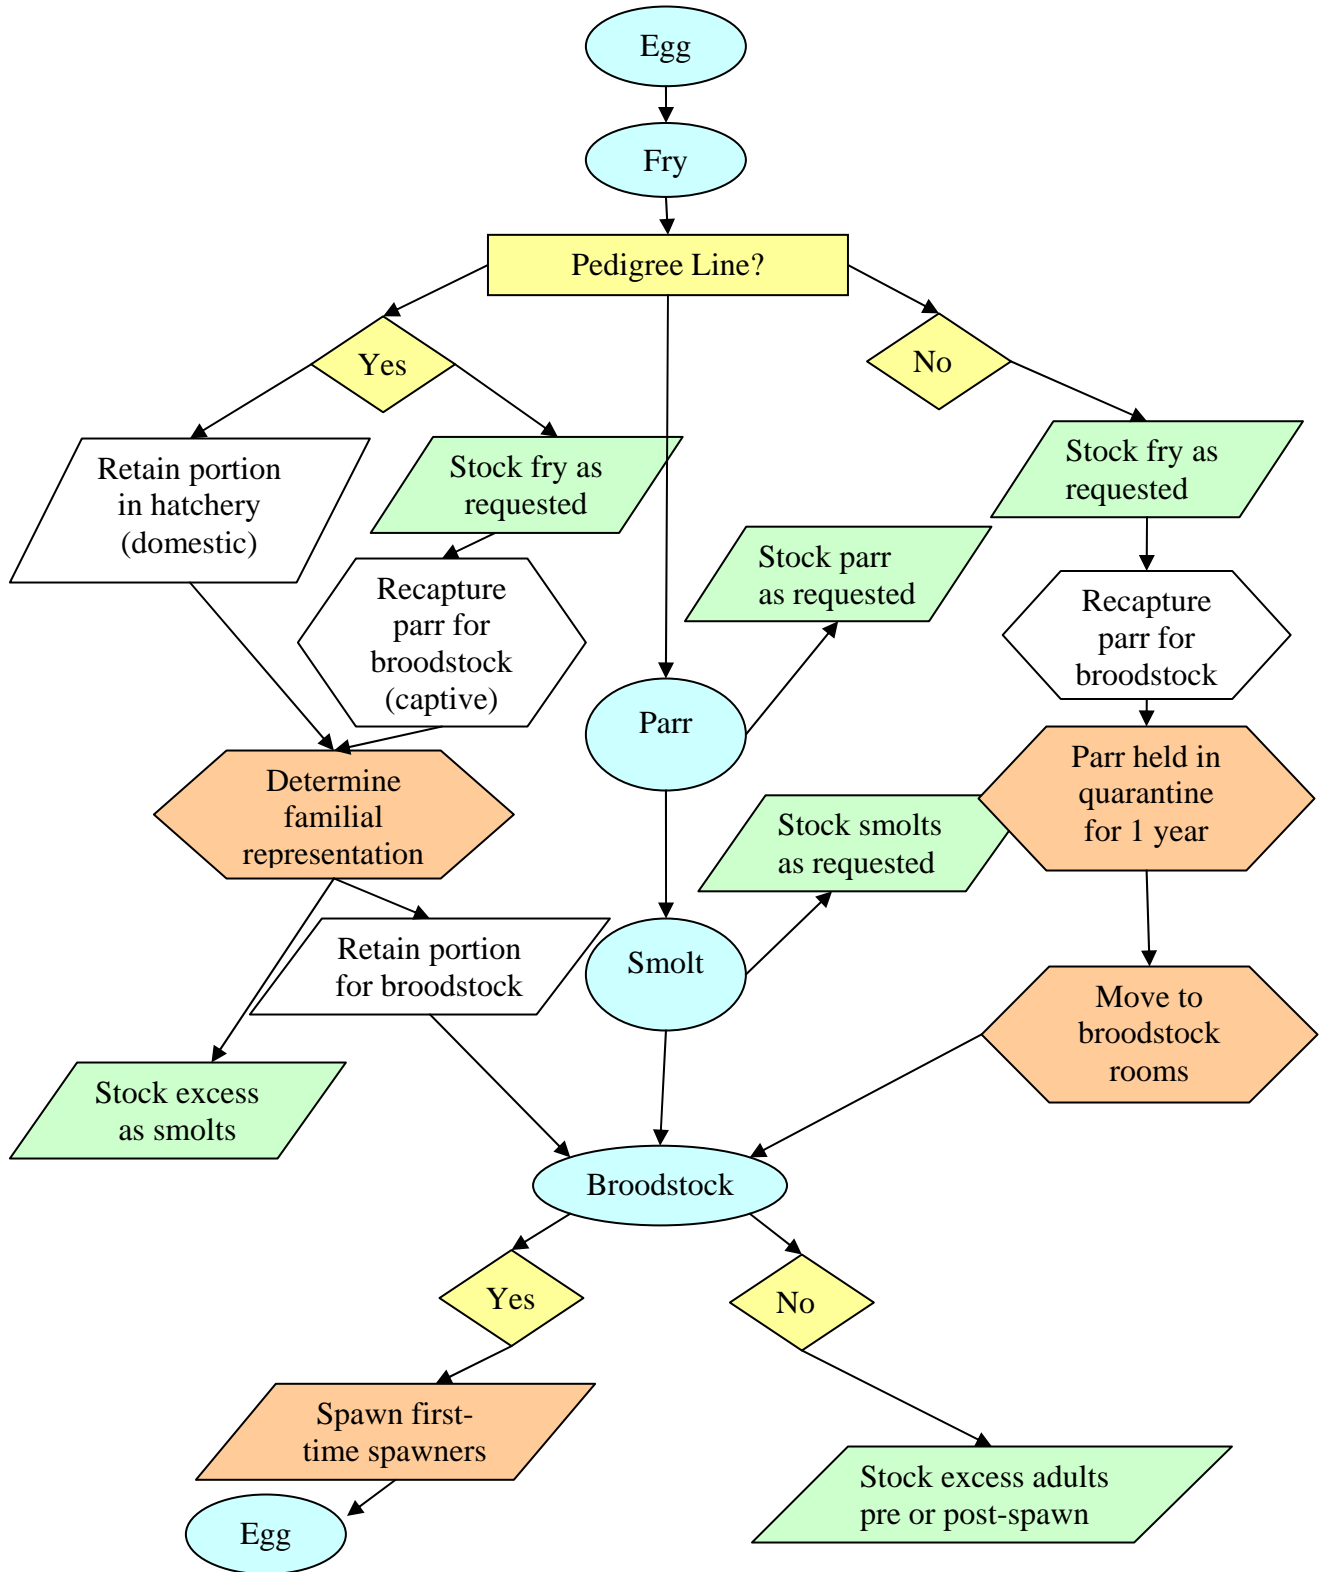 Egg
Fry
Pedigree Line?
Yes
No
Retain portion
in hatchery
(domestic)
Stock fry as
requested
Stock fry as
requested
Stock parr
as requested
Recapture
parr for
broodstock
(captive)
Recapture
parr for
broodstock
Parr
Determine
familial
representation
Stock smolts
as requested
Parr held in
quarantine
for 1 year
Retain portion
for broodstock
Smolt
Move to
broodstock
rooms
Stock excess
as smolts
Broodstock
Yes
No
Spawn first-
time spawners
Stock excess adults
pre or post-spawn
Egg